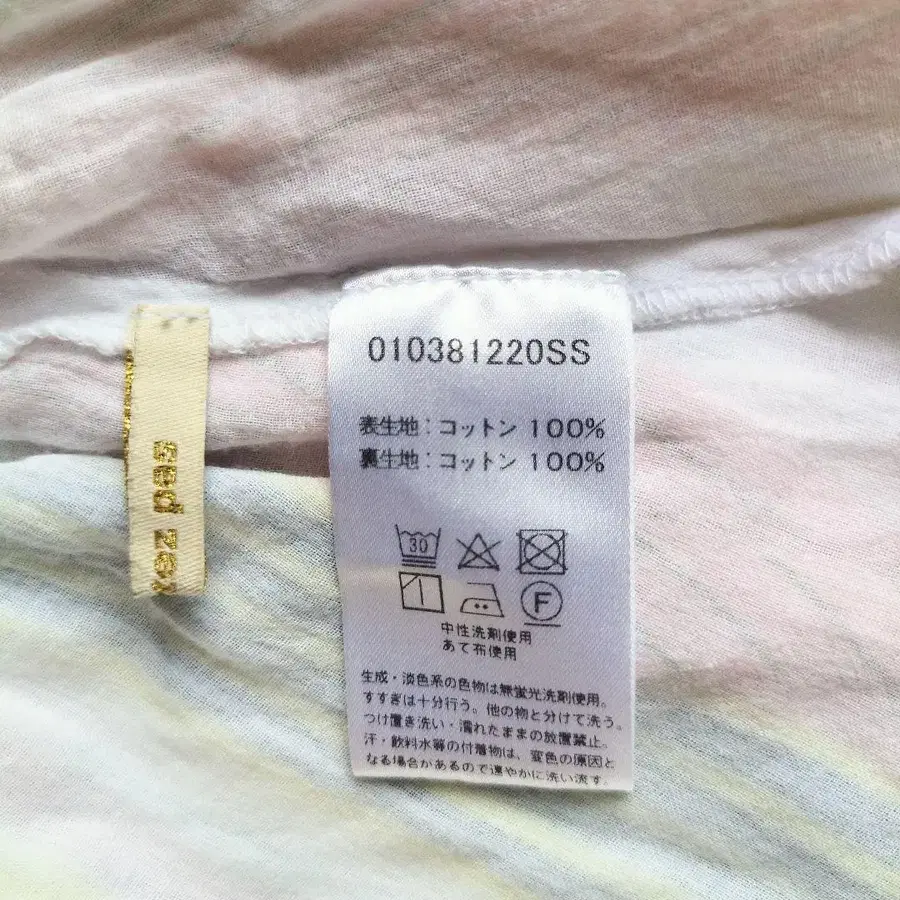 010381220SS
表生地：コットン 100%
裏生地：コットン 100%
30
F
中性洗剤使用
あて布使用
生成・淡色系の色物は無蛍光洗剤使用。
すすぎは十分行う。他の物と分けて洗う。
つけ置き洗い・濡れたままの放置禁止。
汗・飲料水等の付着物は、変色の原因と
なる場合があるので速やかに洗い流す。
pas